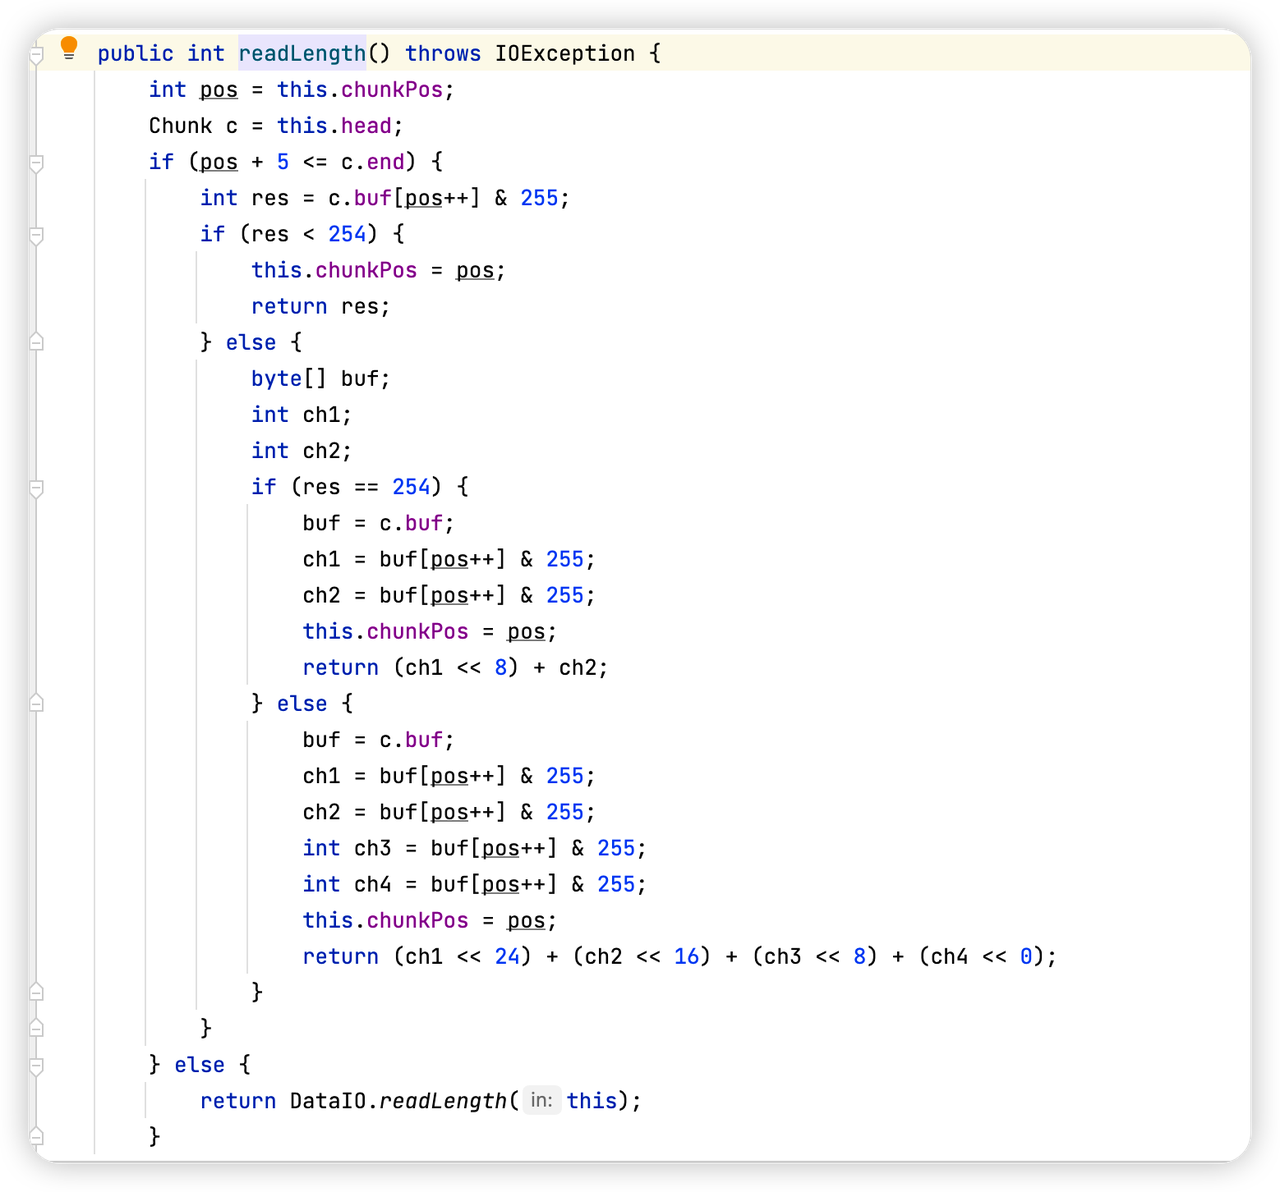 public int readLength() throws IOException {
    int pos = this.chunkPos;
    Chunk c = this.head;
    if (pos + 5 <= c.end) {
        int res = c.buf[pos++] & 255;
        if (res < 254) {
            this.chunkPos = pos;
            return res;
        } else {
            byte[] buf;
            int ch1;
            int ch2;
            if (res == 254) {
                buf = c.buf;
                ch1 = buf[pos++] & 255;
                ch2 = buf[pos++] & 255;
                this.chunkPos = pos;
                return (ch1 << 8) + ch2;
            } else {
                buf = c.buf;
                ch1 = buf[pos++] & 255;
                ch2 = buf[pos++] & 255;
                int ch3 = buf[pos++] & 255;
                int ch4 = buf[pos++] & 255;
                this.chunkPos = pos;
                return (ch1 << 24) + (ch2 << 16) + (ch3 << 8) + (ch4 << 0);
            }
        }
    } else {
        return DataIO.readLength( in: this);
    }